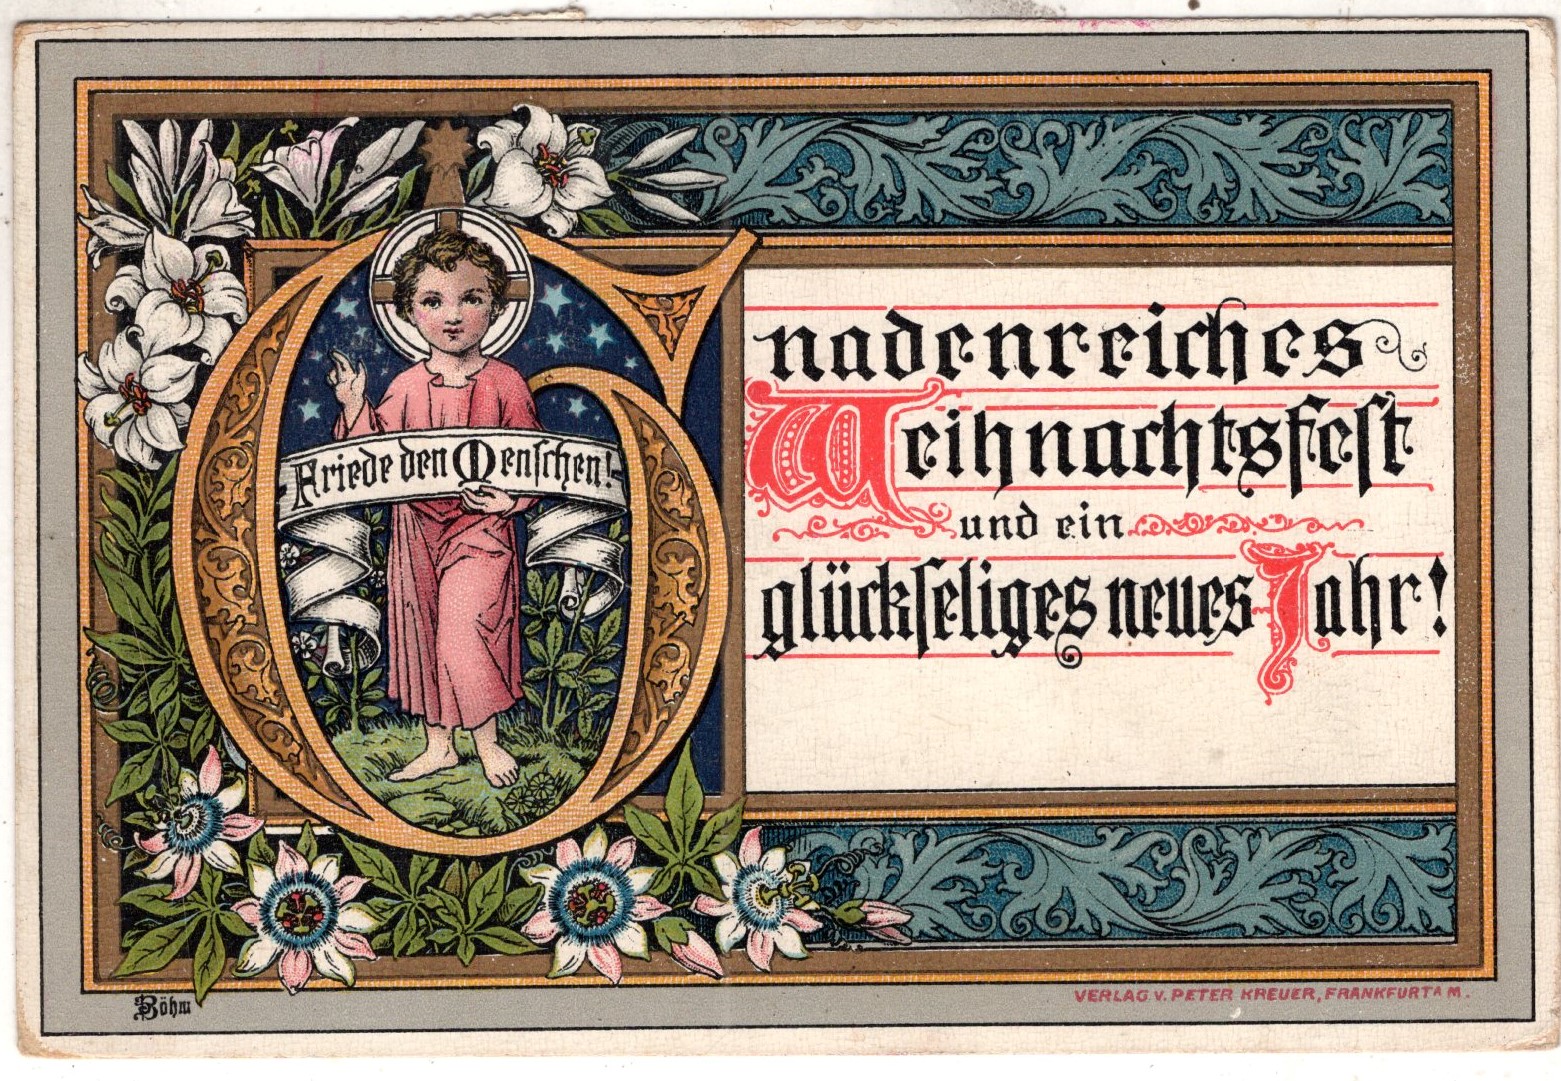 Gnadenreiches
Weihnachtsfest
und ein
glückseliges neues Jahr!
Friede den Menschen!
Böhm
VERLAG V. PETER KREUER, FRANKFURT A M.